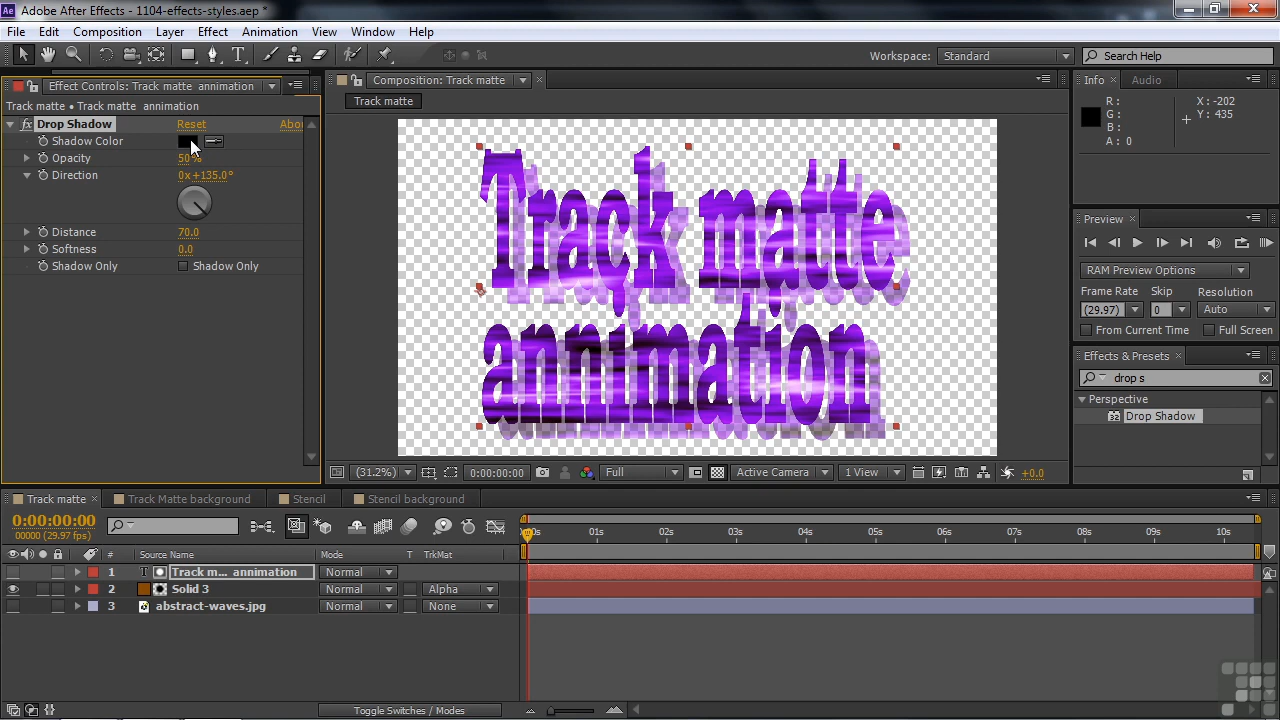 Ae Adobe After Effects - 1104-effects-styles.aep *
File Edit Composition Layer Effect Animation View Window Help
Workspace: Standard Search Help
Effect Controls: Track matte annimation
Track matte • Track matte annimation
fx Drop Shadow Reset Abo
Shadow Color
Opacity 50%
Direction 0x+135.0°
Distance 70.0
Softness 0.0
Shadow Only Shadow Only
Composition: Track matte
Track matte
Track matte
annimation
(31.2%) 0:00:00:00 Full Active Camera 1 View +0.0
Info Audio
R: X: -202
G: Y: 435
B:
A: 0
Preview
RAM Preview Options
Frame Rate Skip Resolution
(29.97) 0 Auto
From Current Time Full Screen
Effects & Presets
drop s
Perspective
Drop Shadow
Track matte Track Matte background Stencil Stencil background
0:00:00:00
00000 (29.97 fps)
:00s 01s 02s 03s 04s 05s 06s 07s 08s 09s 10s
# Source Name Mode T TrkMat
1 T Track m... annimation Normal
2 Solid 3 Normal Alpha
3 abstract-waves.jpg Normal None
Toggle Switches / Modes